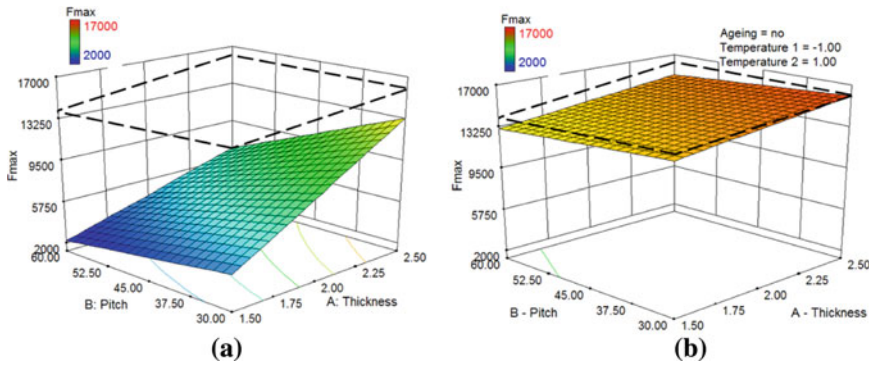 Fmax
17000
2000
17000
13250
9500
5750
2000
Fmax
60.00
52.50
45.00
37.50
30.00
B: Pitch
1.50
1.75
2.00
2.25
2.50
A: Thickness
(a)
Fmax
17000
2000
Ageing = no
Temperature 1 = -1.00
Temperature 2 = 1.00
17000
13250
9500
5750
2000
Fmax
60.00
52.50
45.00
37.50
30.00
B - Pitch
1.50
1.75
2.00
2.25
2.50
A - Thickness
(b)